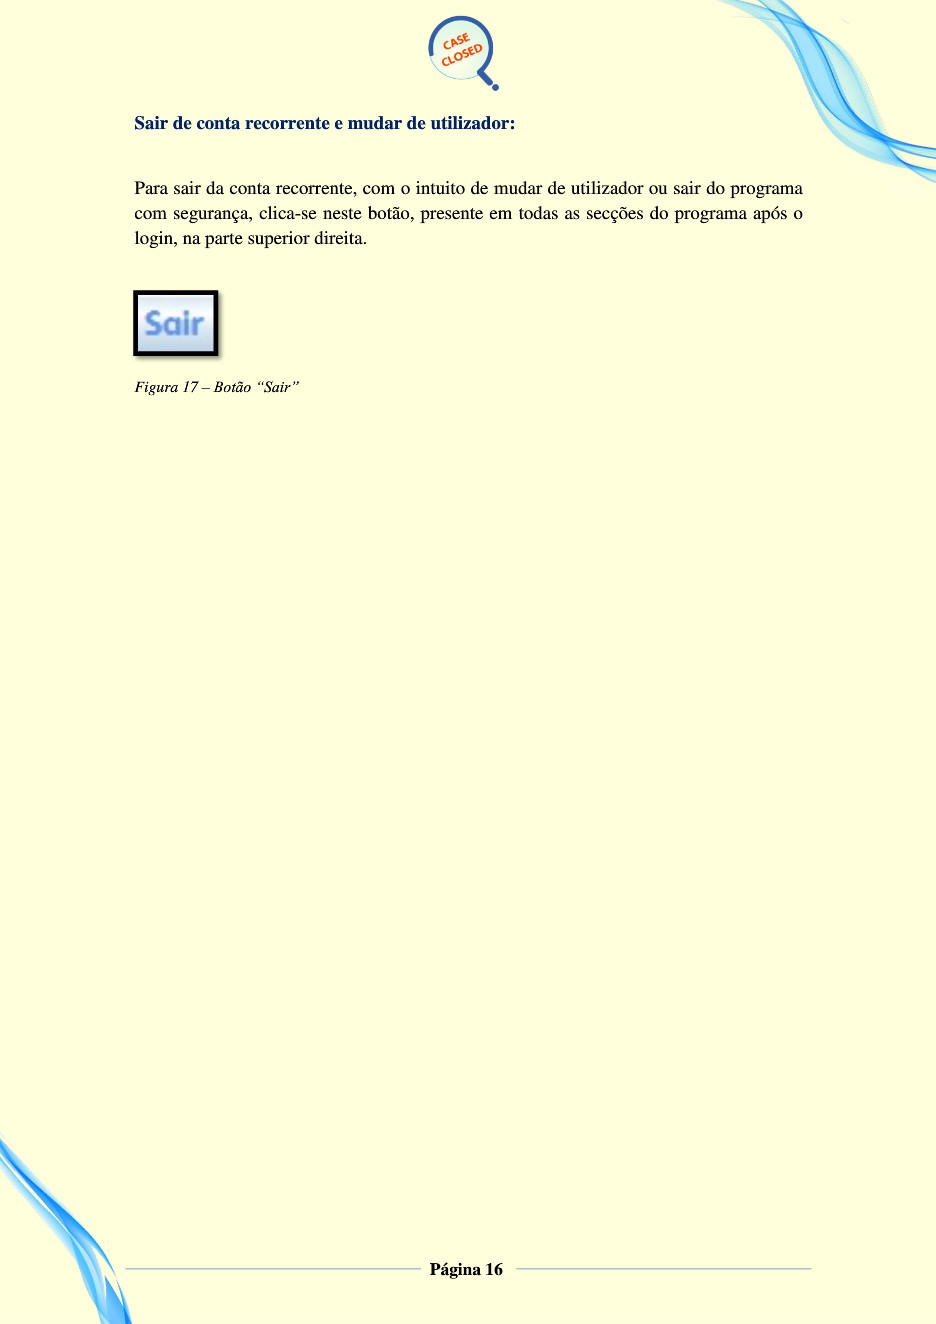 CASE
CLOSED
Sair de conta recorrente e mudar de utilizador:
Para sair da conta recorrente, com o intuito de mudar de utilizador ou sair do programa
com segurança, clica-se neste botão, presente em todas as secções do programa após o
login, na parte superior direita.
Sair
Figura 17 – Botão “Sair”
Página 16